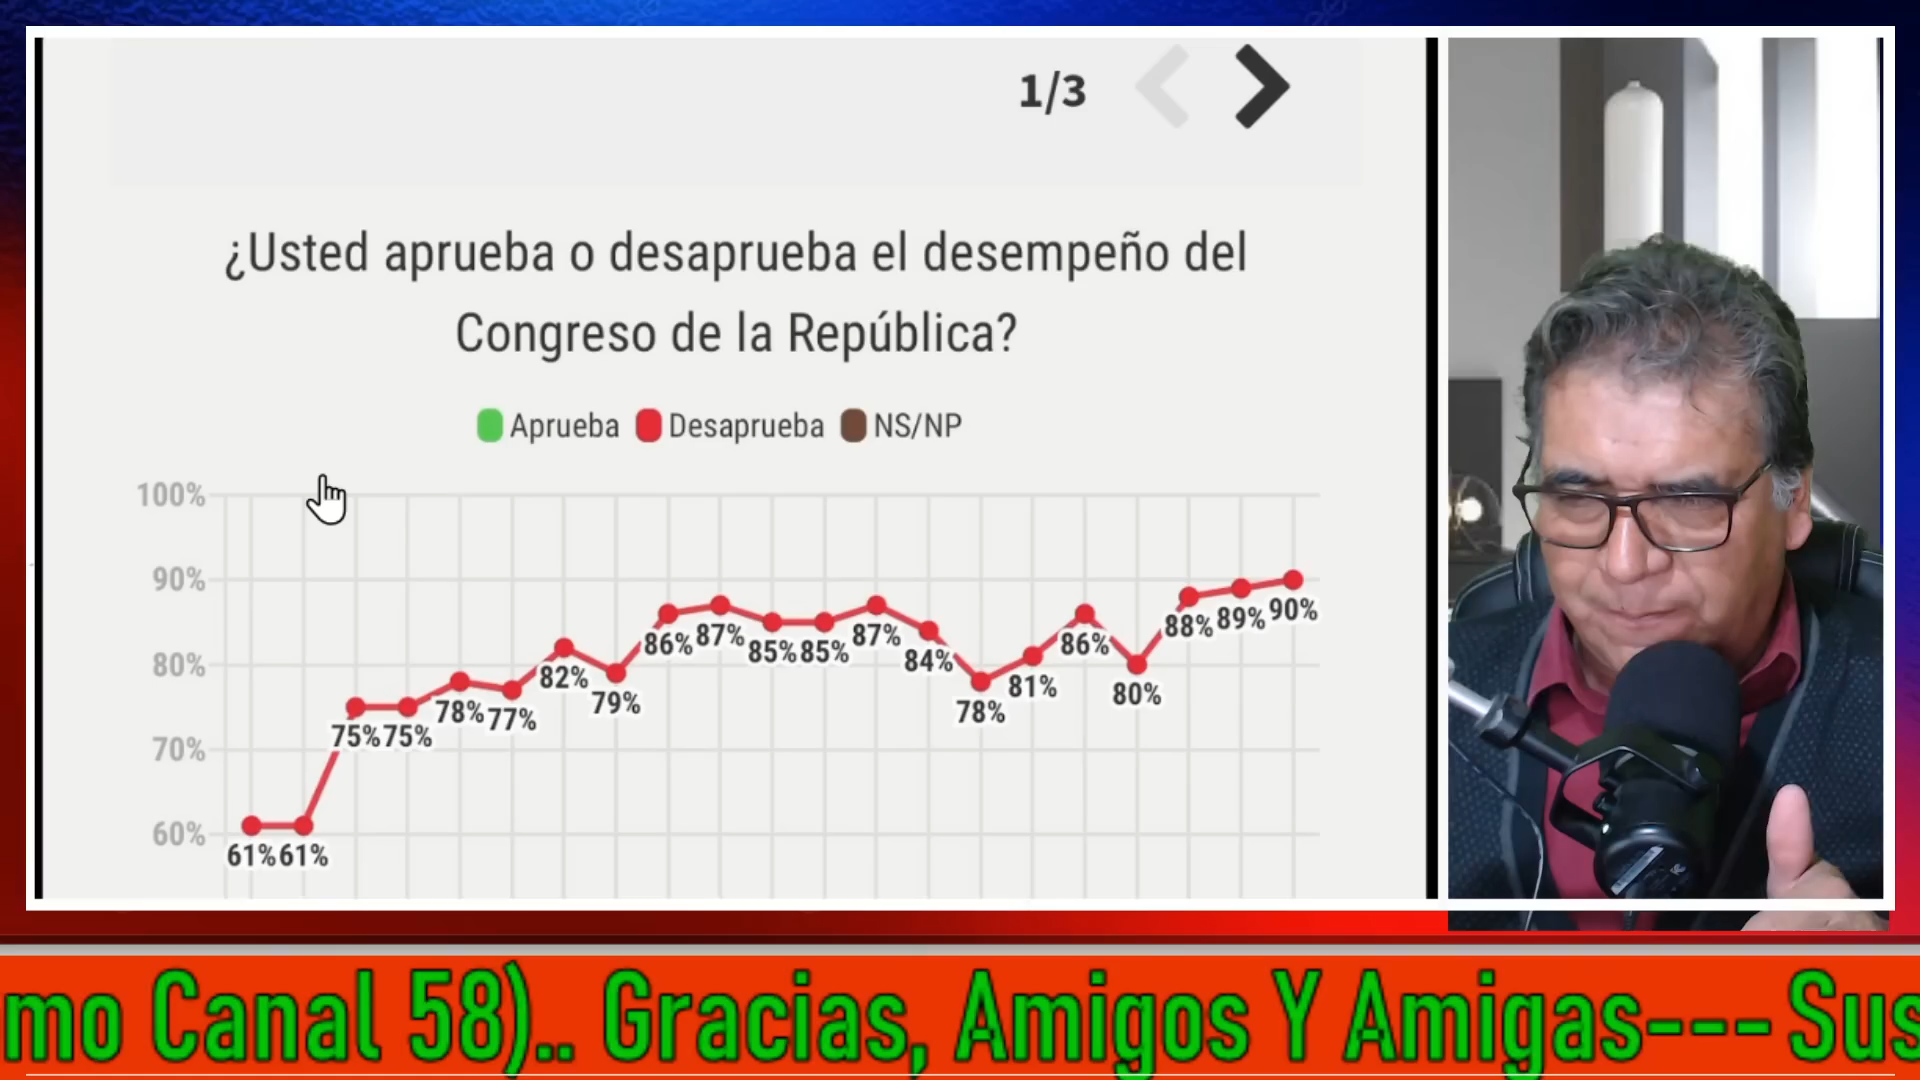 1/3
¿Usted aprueba o desaprueba el desempeño del
Congreso de la República?
Aprueba Desaprueba NS/NP
100%
90%
80%
70%
60%
61% 61% 75% 75% 78% 77% 82% 79% 86% 87% 85% 85% 87% 84% 78% 81% 86% 80% 88% 89% 90%
mo Canal 58).. Gracias, Amigos Y Amigas--- Sus